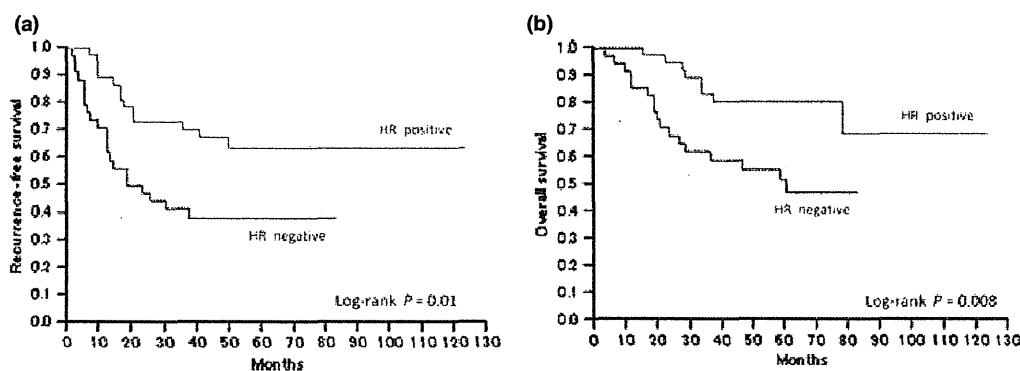 (a)
1.0
0.9
0.8
0.7
0.6
0.5
0.4
0.3
0.2
0.1
0.0
Recurrence-free survival
HR positive
HR negative
Log-rank P = 0.01
0 10 20 30 40 50 60 70 80 90 100 110 120 130
Months
(b)
1.0
0.9
0.8
0.7
0.6
0.5
0.4
0.3
0.2
0.1
0.0
Overall survival
HR positive
HR negative
Log-rank P = 0.008
0 10 20 30 40 50 60 70 80 90 100 110 120 130
Months